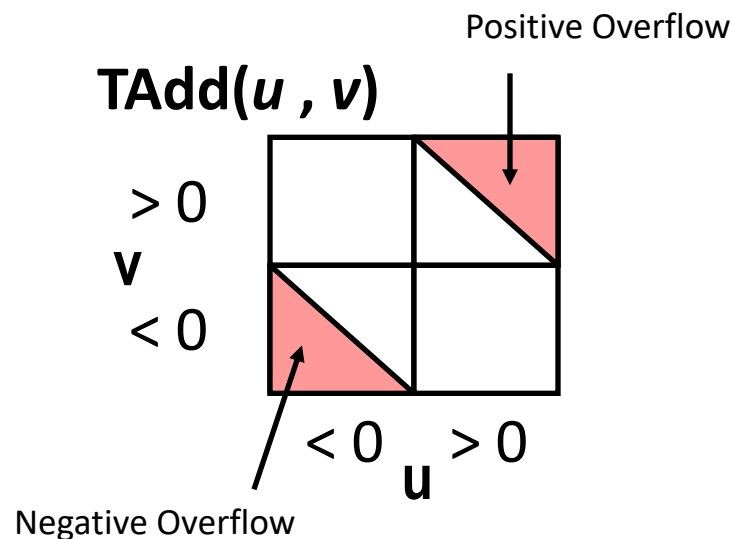 Positive Overflow
TAdd(u , v)
> 0
v
< 0
< 0 > 0
u
Negative Overflow